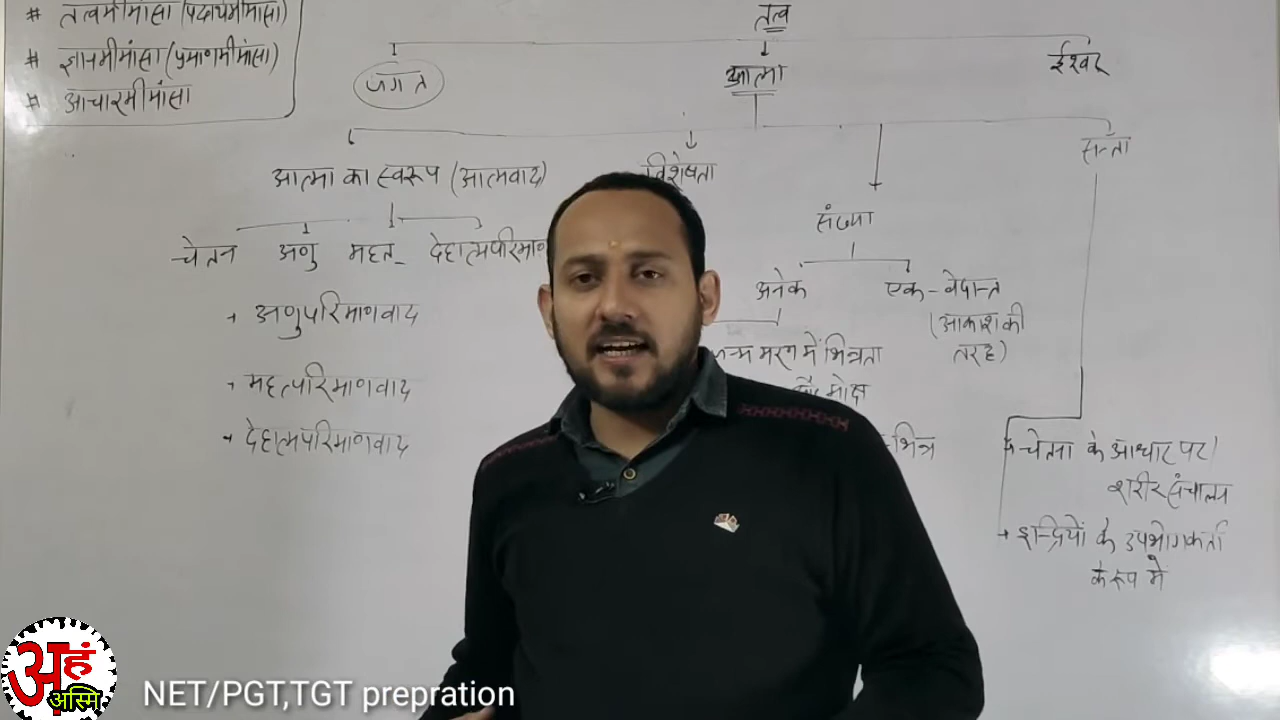 # तत्वमीमांसा (पदार्थमीमांसा)
# ज्ञानमीमांसा (प्रमाणमीमांसा)
# आचारमीमांसा
तत्व
जगत
आत्मा
ईश्वर
आत्मा का स्वरूप (आत्मवाद)
विशेषता
संख्या
सत्ता
चेतन अणु महत् देहात्मपरिमाण
अनेक
एक - वेदान्त
(आकाश की
तरह)
अणुपरिमाणवाद
महत्परिमाणवाद
देहात्मपरिमाणवाद
जन्म मरण में भिन्नता
मोक्ष
भिन्न
चेतना के आधार पर/
शरीर संचालन
इन्द्रियों के उपभोगकर्ता
के रूप में
अहं
अस्मि
NET/PGT,TGT prepration